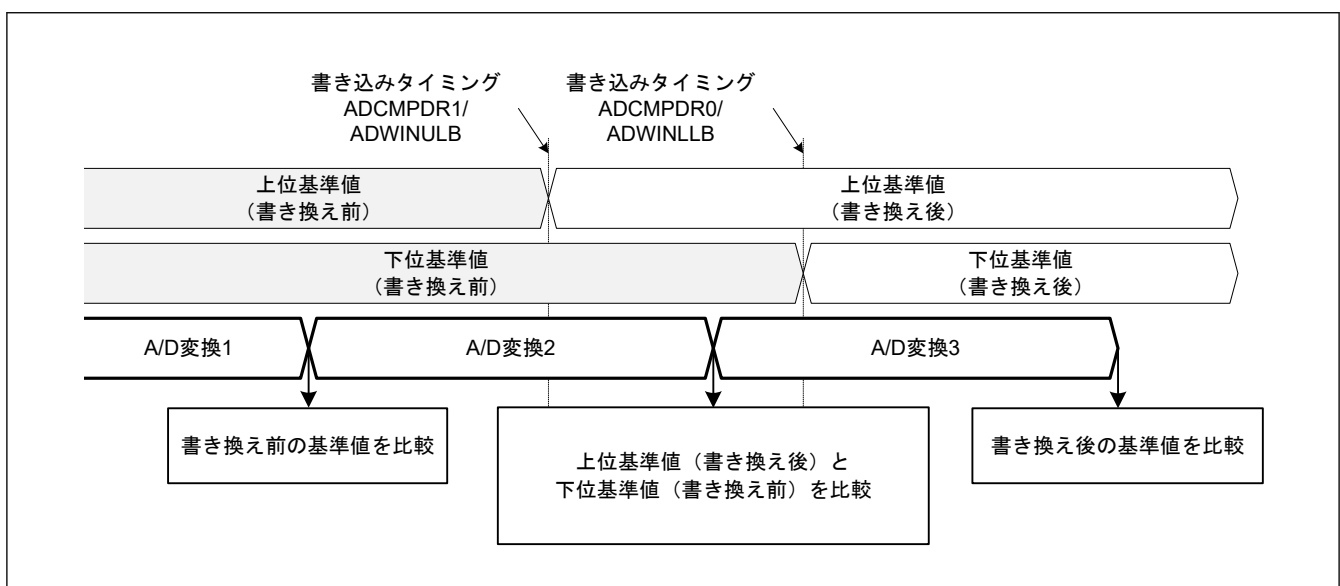 書き込みタイミング
ADCMPDR1/
ADWINULB
書き込みタイミング
ADCMPDR0/
ADWINLLB
上位基準値
（書き換え前）
上位基準値
（書き換え後）
下位基準値
（書き換え前）
下位基準値
（書き換え後）
A/D変換1
A/D変換2
A/D変換3
書き換え前の基準値を比較
上位基準値（書き換え後）と
下位基準値（書き換え前）を比較
書き換え後の基準値を比較